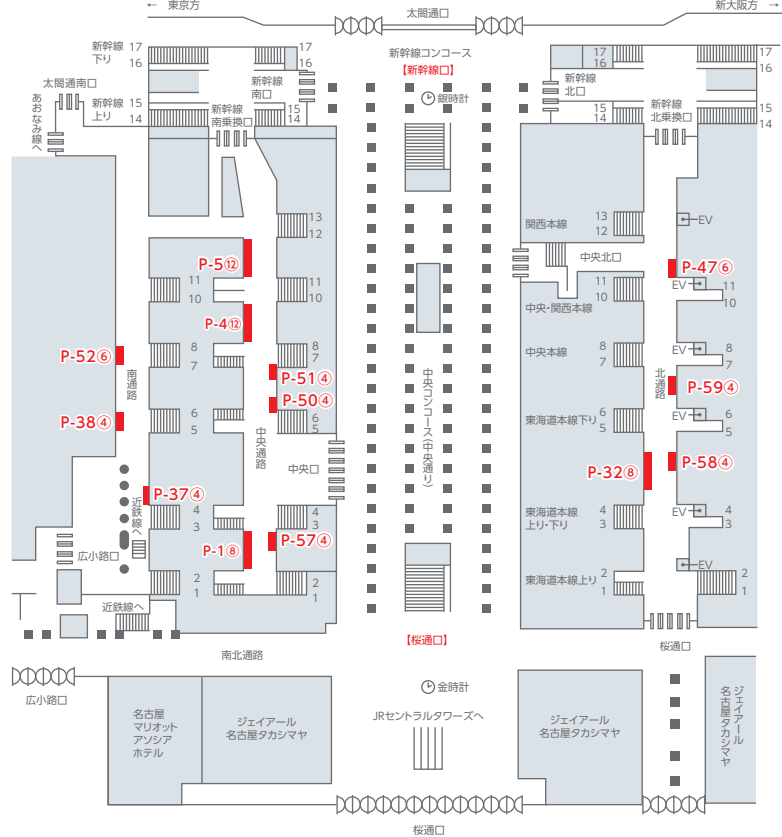 ← 東京方
太閤通口
新大阪方 →
新幹線
下り
17
16
17
16
新幹線コンコース
【新幹線口】
銀時計
17
16
新幹線
北口
17
16
太閤通南口
新幹線
南口
新幹線
上り
15
14
新幹線
南乗換口
15
14
15
14
新幹線
北乗換口
15
14
あおなみ線へ
13
12
関西本線
13
12
EV
P-5⑫
中央北口
P-47⑥
11
10
11
10
中央・関西本線
11
10
EV
11
10
P-4⑫
P-52⑥
南通路
8
7
8
7
P-51④
中央コンコース(中央通り)
中央本線
8
7
EV
8
7
北通路
P-59④
P-50④
P-38④
6
5
中央通路
6
5
東海道本線下り
6
5
EV
6
5
中央口
P-32⑧
P-58④
P-37④
近鉄線へ
4
3
4
3
東海道本線
上り・下り
4
3
EV
4
3
広小路口
P-1⑧
P-57④
EV
2
1
2
1
東海道本線上り
2
1
2
1
近鉄線へ
【桜通口】
桜通口
南北通路
広小路口
金時計
名古屋
マリオット
アソシア
ホテル
ジェイアール
名古屋タカシマヤ
JRセントラルタワーズへ
ジェイアール
名古屋タカシマヤ
ジェイアール
名古屋タカシマヤ
桜通口